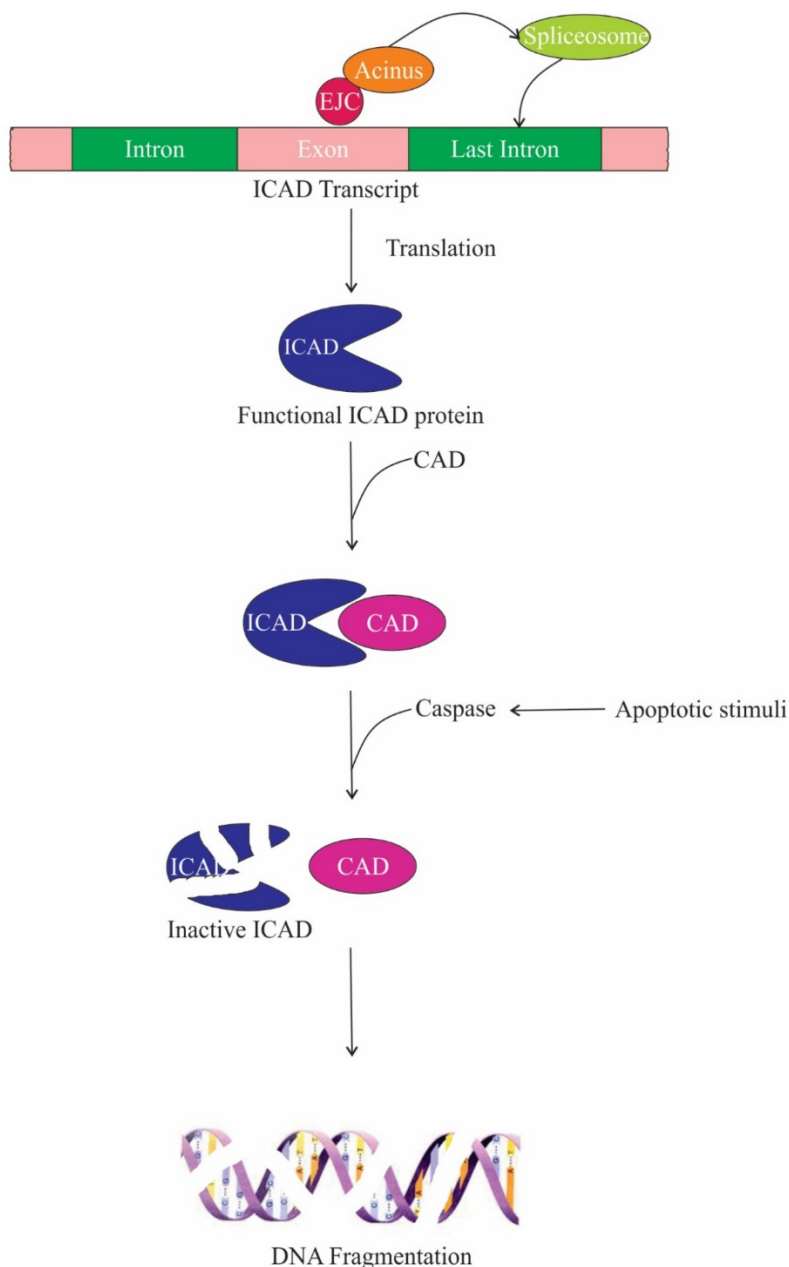 Spliceosome
Acinus
EJC
Intron
Exon
Last Intron
ICAD Transcript
Translation
ICAD
Functional ICAD protein
CAD
ICAD
CAD
Caspase
Apoptotic stimuli
ICAD
CAD
Inactive ICAD
DNA Fragmentation